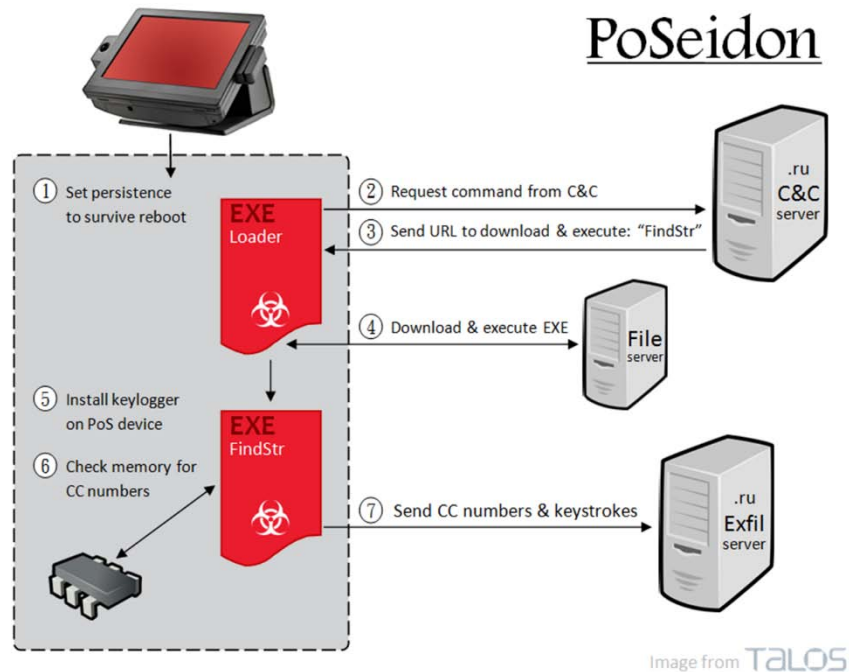 PoSeidon
① Set persistence
to survive reboot
EXE
Loader
② Request command from C&C
③ Send URL to download & execute: “FindStr”
.ru
C&C
server
④ Download & execute EXE
File
server
⑤ Install keylogger
on PoS device
⑥ Check memory for
CC numbers
EXE
FindStr
⑦ Send CC numbers & keystrokes
.ru
Exfil
server
Image from TALOS